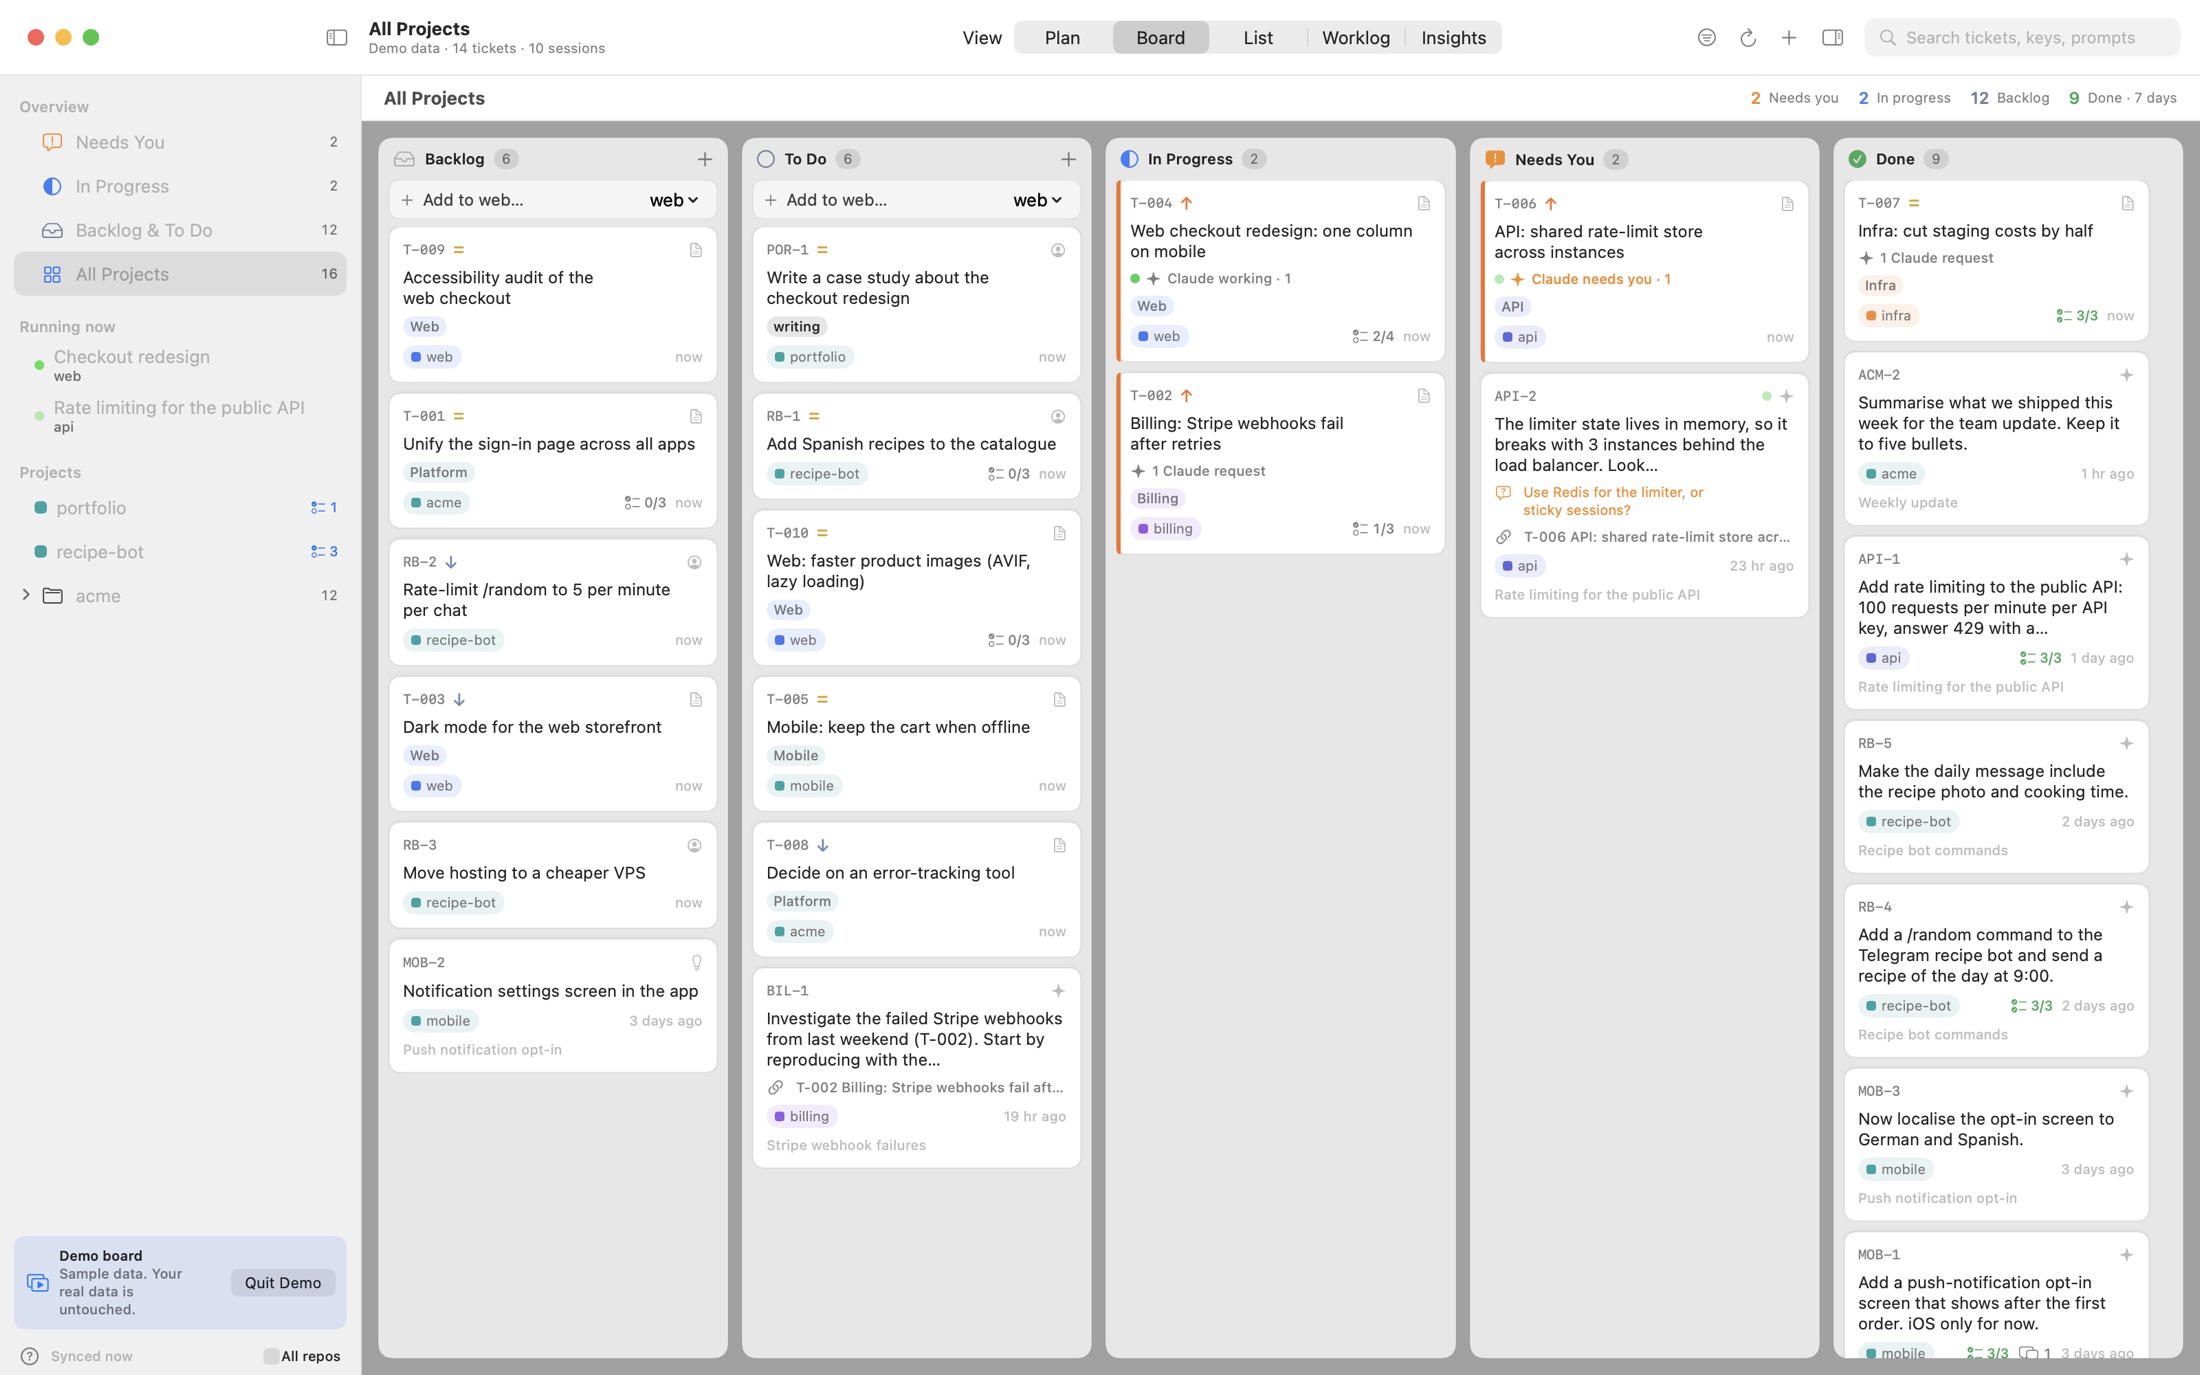 All Projects
Demo data · 14 tickets · 10 sessions
View
Plan
Board
List
Worklog
Insights
Search tickets, keys, prompts
Overview
Needs You 2
In Progress 2
Backlog & To Do 12
All Projects 16
Running now
Checkout redesign
web
Rate limiting for the public API
api
Projects
portfolio 1
recipe-bot 3
acme 12
Demo board
Sample data. Your
real data is
untouched.
Quit Demo
Synced now
All repos
All Projects
2 Needs you
2 In progress
12 Backlog
9 Done · 7 days
Backlog 6
+ Add to web...
web
T-009
Accessibility audit of the
web checkout
Web
web
now
T-001
Unify the sign-in page across all apps
Platform
acme
0/3 now
RB-2
Rate-limit /random to 5 per minute
per chat
recipe-bot
now
T-003
Dark mode for the web storefront
Web
web
now
RB-3
Move hosting to a cheaper VPS
recipe-bot
now
MOB-2
Notification settings screen in the app
mobile
3 days ago
Push notification opt-in
To Do 6
+ Add to web...
web
POR-1
Write a case study about the
checkout redesign
writing
portfolio
now
RB-1
Add Spanish recipes to the catalogue
recipe-bot
0/3 now
T-010
Web: faster product images (AVIF,
lazy loading)
Web
web
0/3 now
T-005
Mobile: keep the cart when offline
Mobile
mobile
now
T-008
Decide on an error-tracking tool
Platform
acme
now
BIL-1
Investigate the failed Stripe webhooks
from last weekend (T-002). Start by
reproducing with the...
T-002 Billing: Stripe webhooks fail aft...
billing
19 hr ago
Stripe webhook failures
In Progress 2
T-004
Web checkout redesign: one column
on mobile
Claude working · 1
Web
web
2/4 now
T-002
Billing: Stripe webhooks fail
after retries
1 Claude request
Billing
billing
1/3 now
Needs You 2
T-006
API: shared rate-limit store
across instances
Claude needs you · 1
API
api
now
API-2
The limiter state lives in memory, so it
breaks with 3 instances behind the
load balancer. Look...
Use Redis for the limiter, or
sticky sessions?
T-006 API: shared rate-limit store acr...
api
23 hr ago
Rate limiting for the public API
Done 9
T-007
Infra: cut staging costs by half
1 Claude request
Infra
infra
3/3 now
ACM-2
Summarise what we shipped this
week for the team update. Keep it
to five bullets.
acme
1 hr ago
Weekly update
API-1
Add rate limiting to the public API:
100 requests per minute per API
key, answer 429 with a...
api
3/3 1 day ago
Rate limiting for the public API
RB-5
Make the daily message include
the recipe photo and cooking time.
recipe-bot
2 days ago
Recipe bot commands
RB-4
Add a /random command to the
Telegram recipe bot and send a
recipe of the day at 9:00.
recipe-bot
3/3 2 days ago
Recipe bot commands
MOB-3
Now localise the opt-in screen to
German and Spanish.
mobile
3 days ago
Push notification opt-in
MOB-1
Add a push-notification opt-in
screen that shows after the first
order. iOS only for now.
mobile
3/3 1 3 days ago